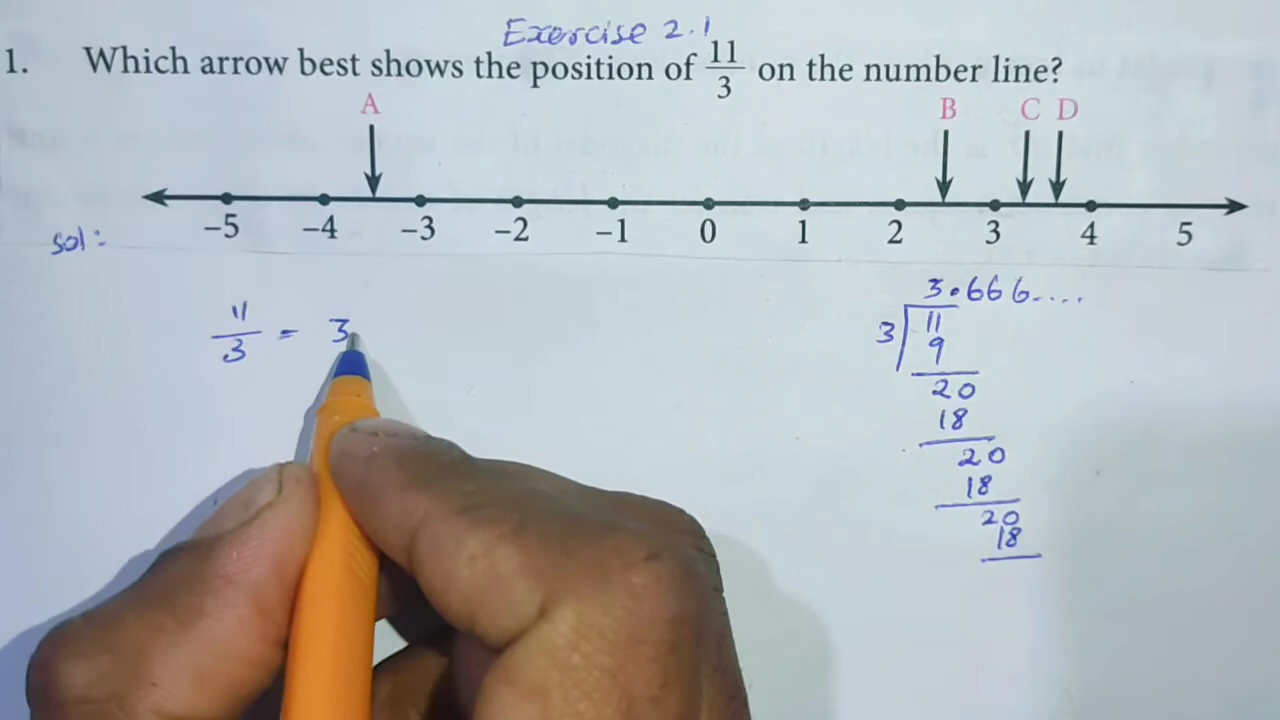 Exercise 2.1
1. Which arrow best shows the position of 11/3 on the number line?
A B C D
–5 –4 –3 –2 –1 0 1 2 3 4 5
sol:
11/3 = 3
3.666....
3 11
9
20
18
20
18
20
18